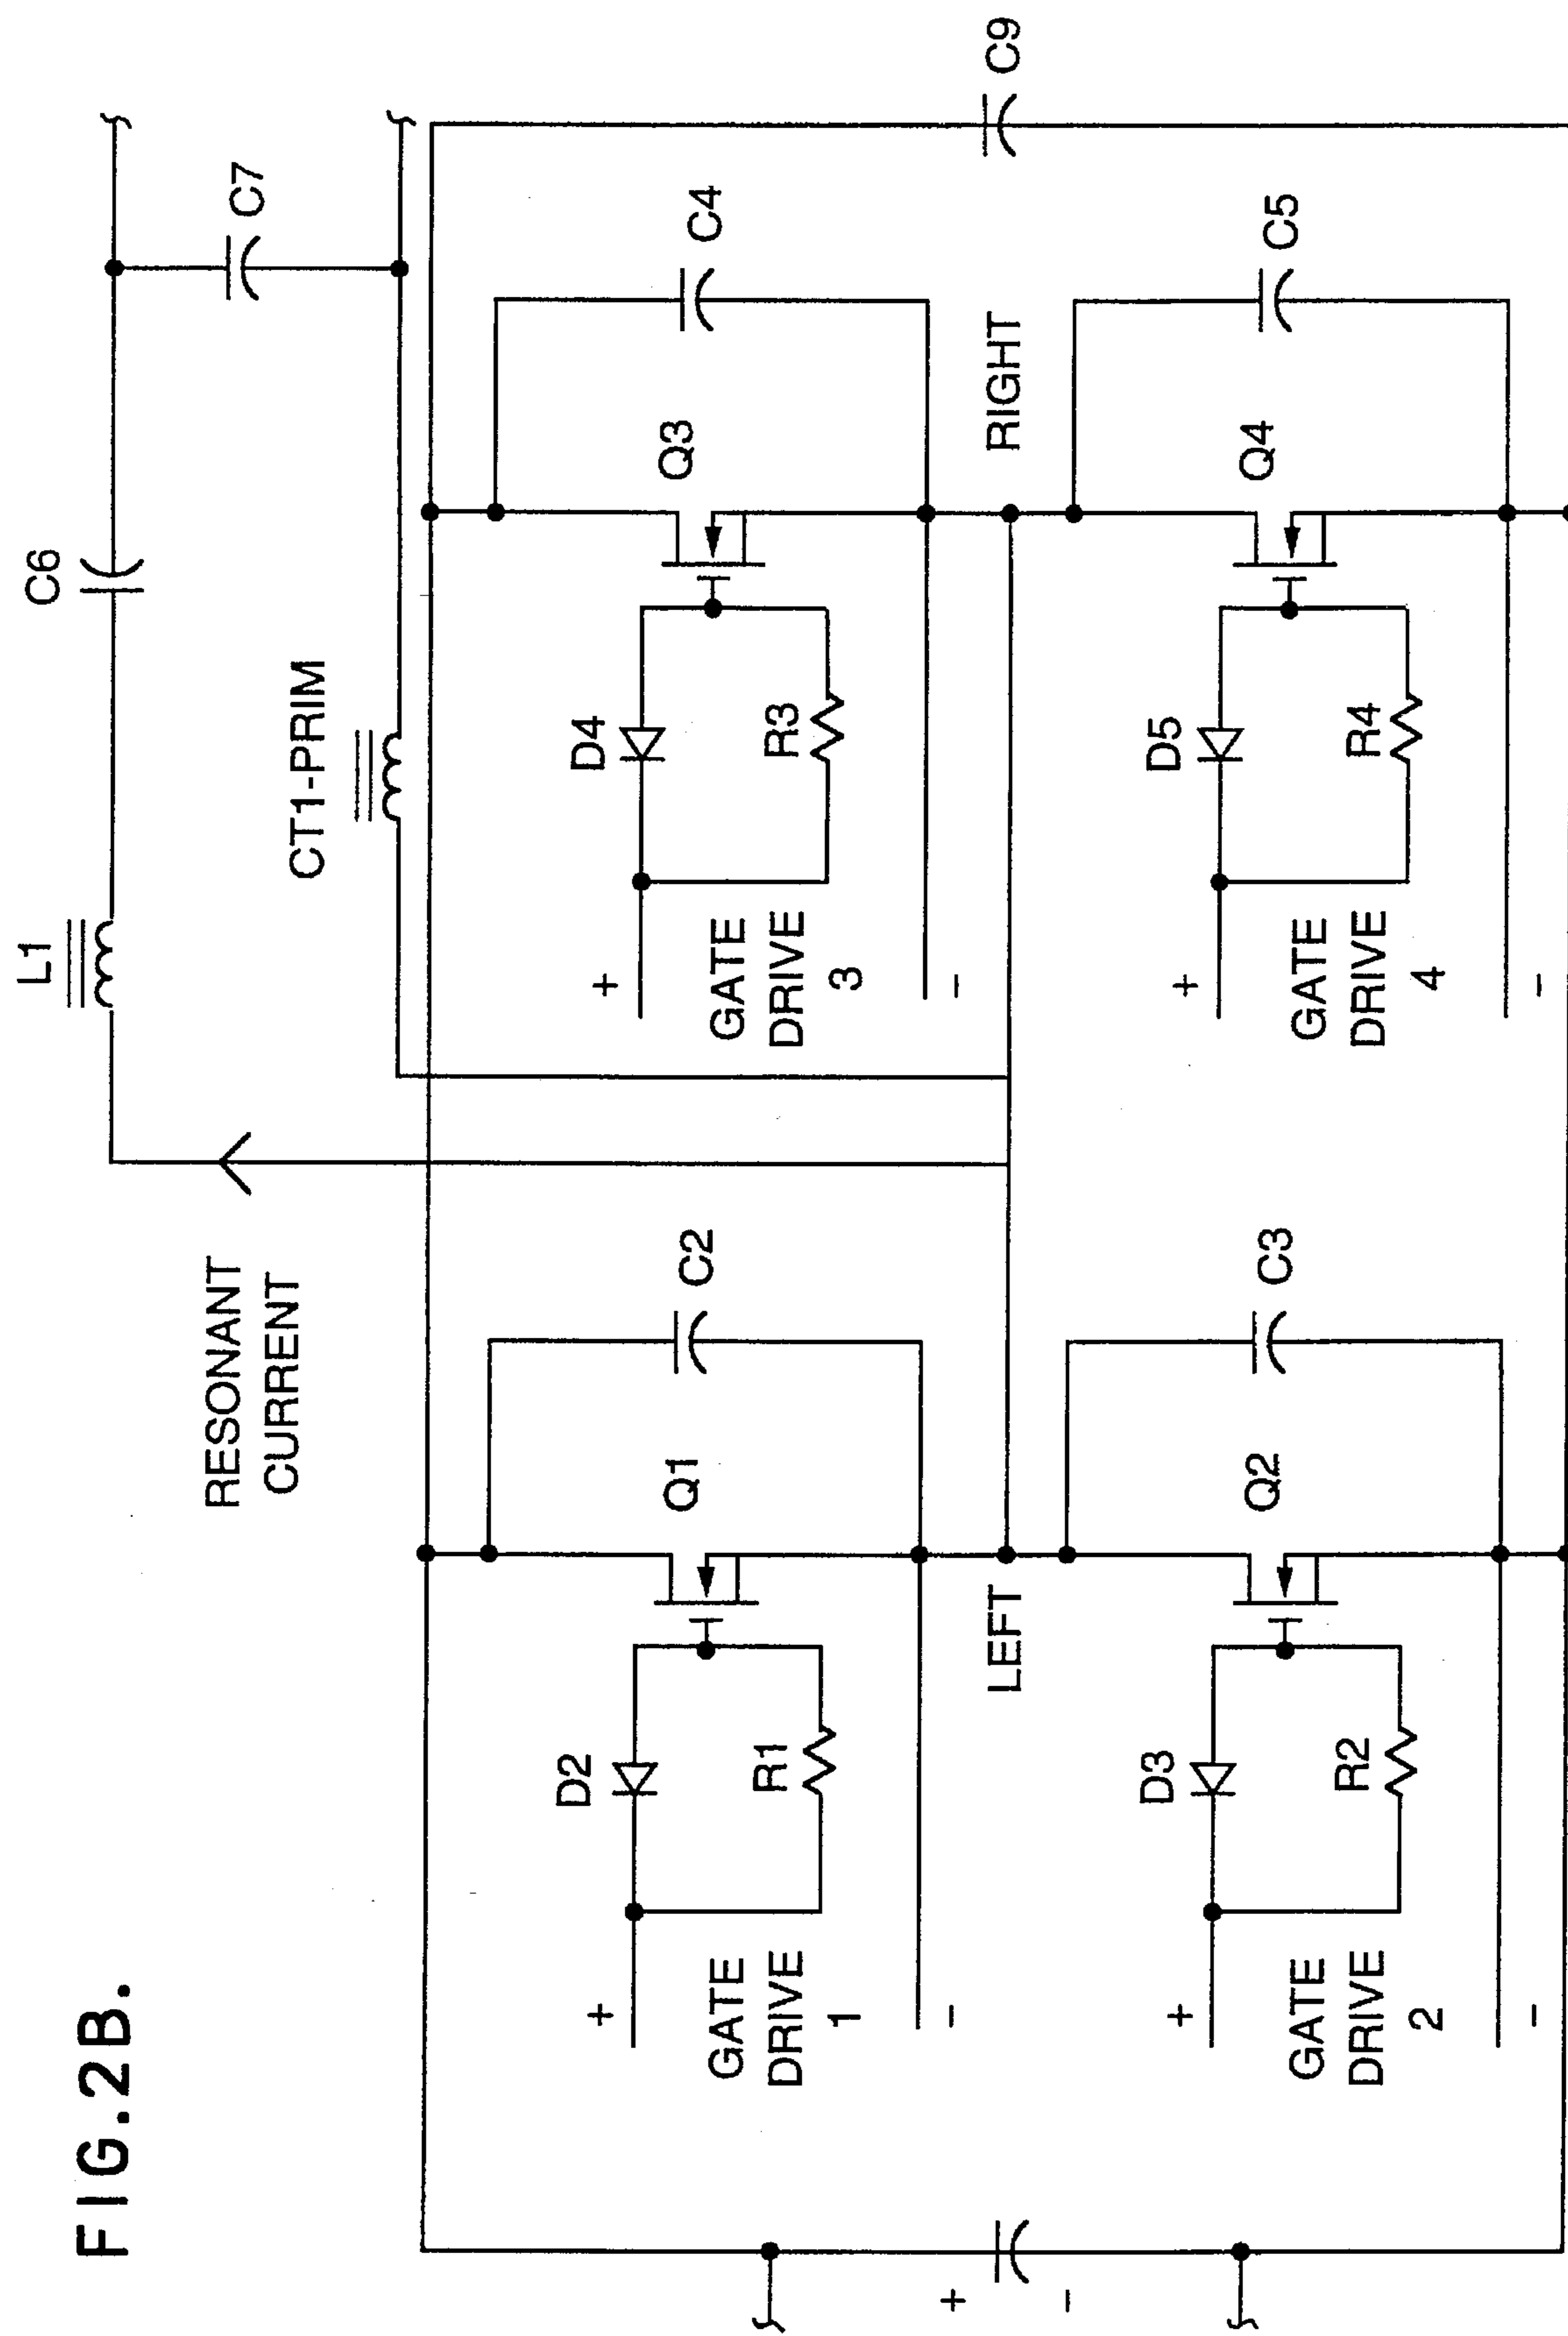 FIG.2B.
L1
C6
C7
RESONANT
CURRENT
CT1-PRIM
+
GATE
DRIVE
1
-
D2
R1
Q1
C2
+
GATE
DRIVE
3
-
D4
R3
Q3
C4
LEFT
RIGHT
C9
+
-
+
GATE
DRIVE
2
-
D3
R2
Q2
C3
+
GATE
DRIVE
4
-
D5
R4
Q4
C5